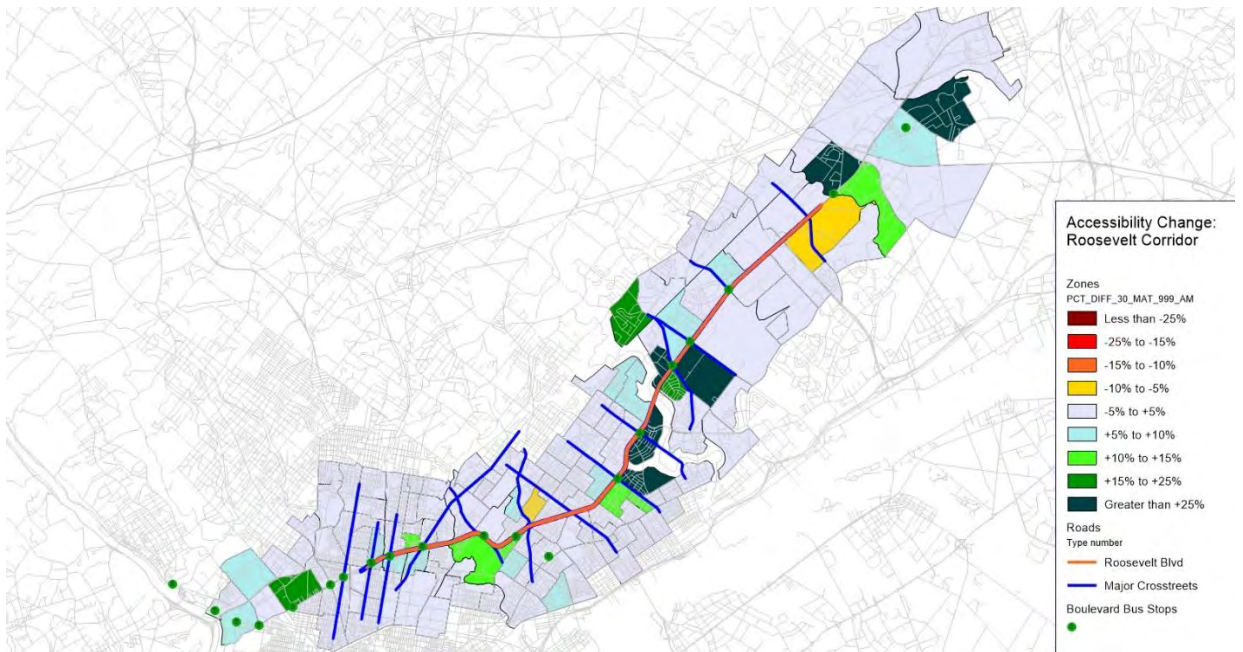 Accessibility Change:
Roosevelt Corridor
Zones
PCT_DIFF_30_MAT_999_AM
Less than -25%
-25% to -15%
-15% to -10%
-10% to -5%
-5% to +5%
+5% to +10%
+10% to +15%
+15% to +25%
Greater than +25%
Roads
Type number
Roosevelt Blvd
Major Crosstreets
Boulevard Bus Stops